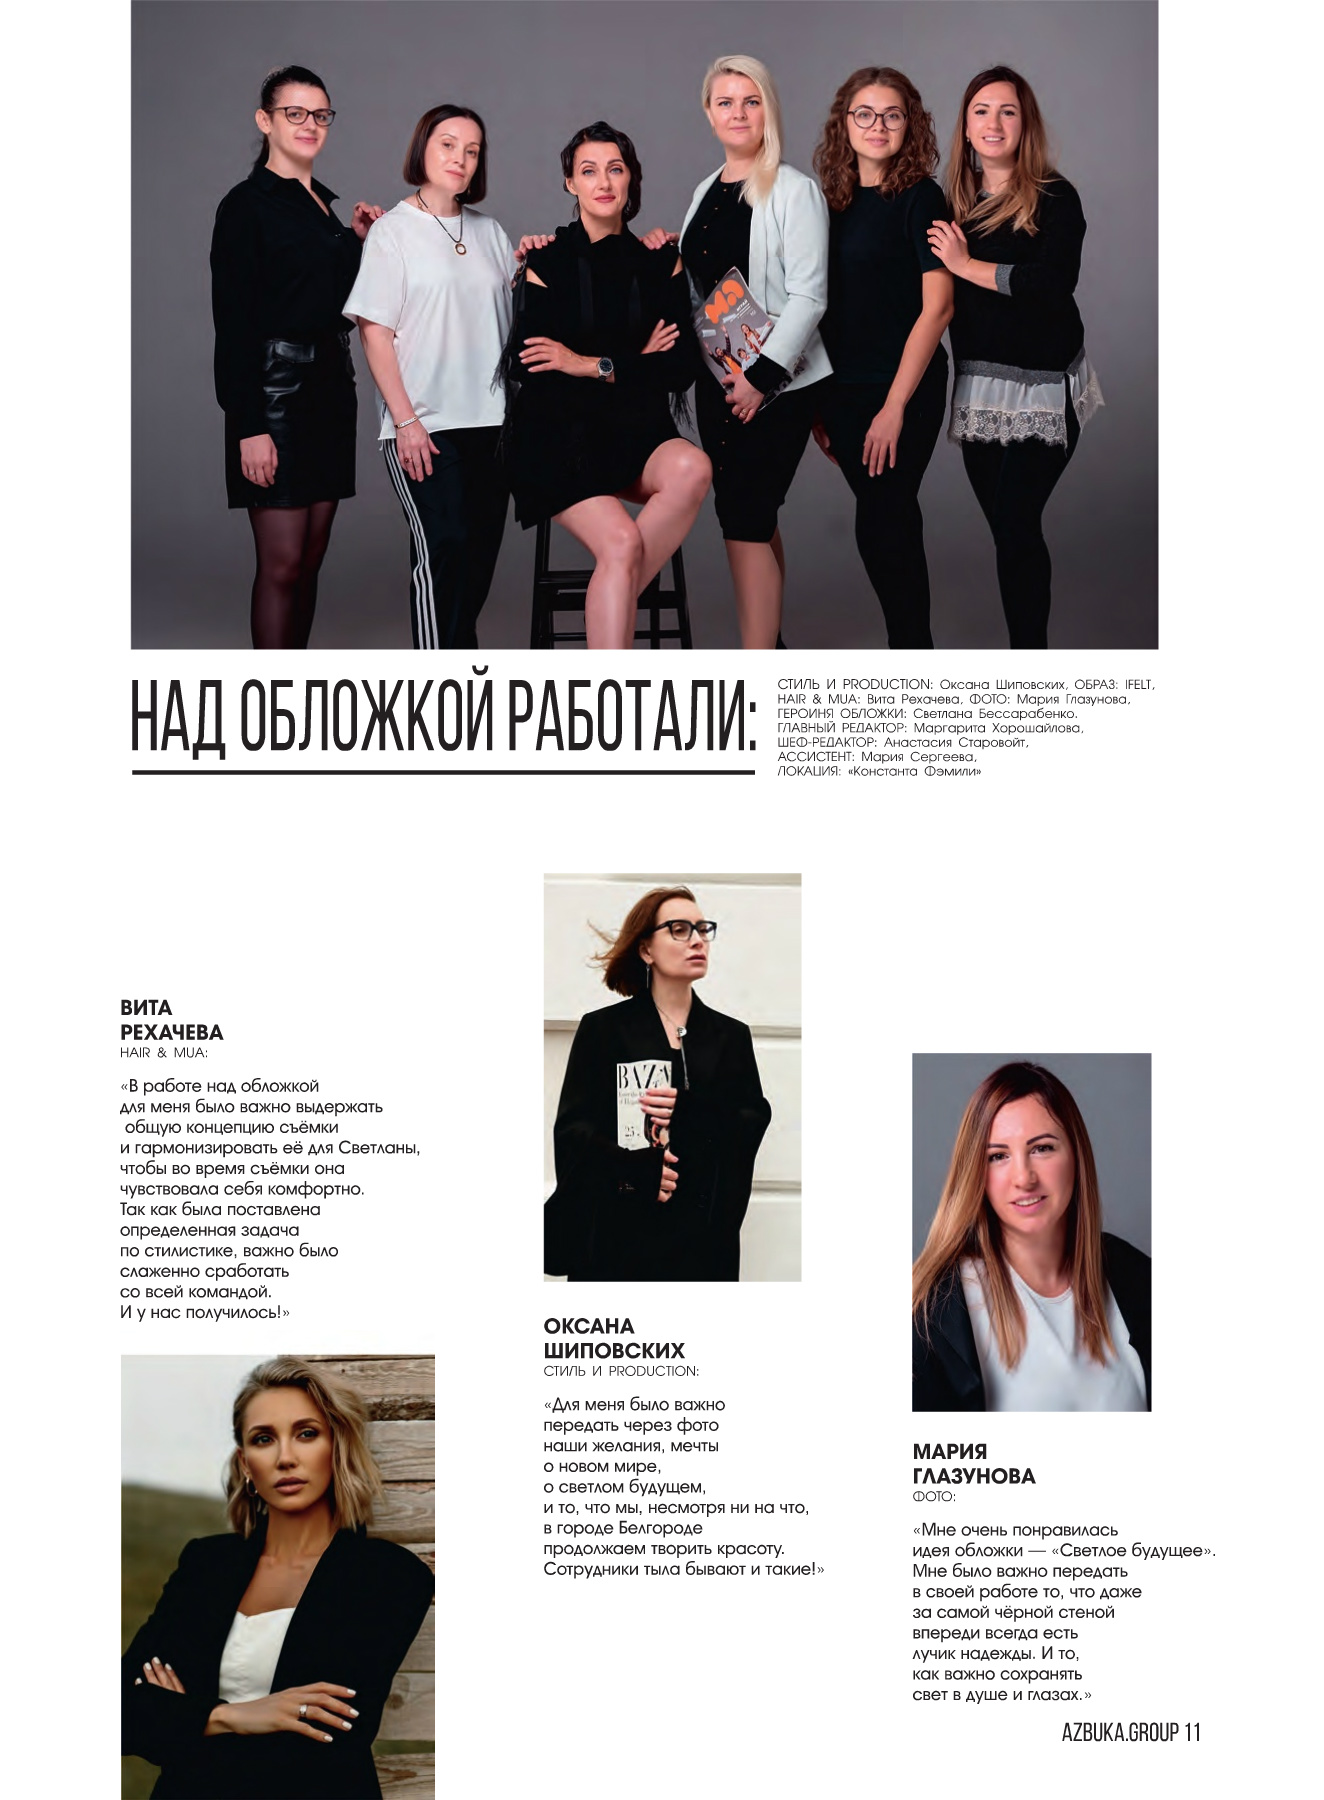 НАД ОБЛОЖКОЙ РАБОТАЛИ:
СТИЛЬ И PRODUCTION: Оксана Шиповских, ОБРАЗ: IFELT,
HAIR & MUA: Вита Рехачева, ФОТО: Мария Глазунова,
ГЕРОИНЯ ОБЛОЖКИ: Светлана Бессарабенко.
ГЛАВНЫЙ РЕДАКТОР: Маргарита Хорошайлова,
ШЕФ-РЕДАКТОР: Анастасия Старовойт,
АССИСТЕНТ: Мария Сергеева,
ЛОКАЦИЯ: «Константа Фэмили»
ВИТА
РЕХАЧЕВА
HAIR & MUA:
«В работе над обложкой
для меня было важно выдержать
общую концепцию съёмки
и гармонизировать её для Светланы,
чтобы во время съёмки она
чувствовала себя комфортно.
Так как была поставлена
определенная задача
по стилистике, важно было
слаженно сработать
со всей командой.
И у нас получилось!»
BAZA
25
ОКСАНА
ШИПОВСКИХ
СТИЛЬ И PRODUCTION:
«Для меня было важно
передать через фото
наши желания, мечты
о новом мире,
о светлом будущем,
и то, что мы, несмотря ни на что,
в городе Белгороде
продолжаем творить красоту.
Сотрудники тыла бывают и такие!»
МАРИЯ
ГЛАЗУНОВА
ФОТО:
«Мне очень понравилась
идея обложки — «Светлое будущее».
Мне было важно передать
в своей работе то, что даже
за самой чёрной стеной
впереди всегда есть
лучик надежды. И то,
как важно сохранять
свет в душе и глазах.»
AZBUKA.GROUP 11